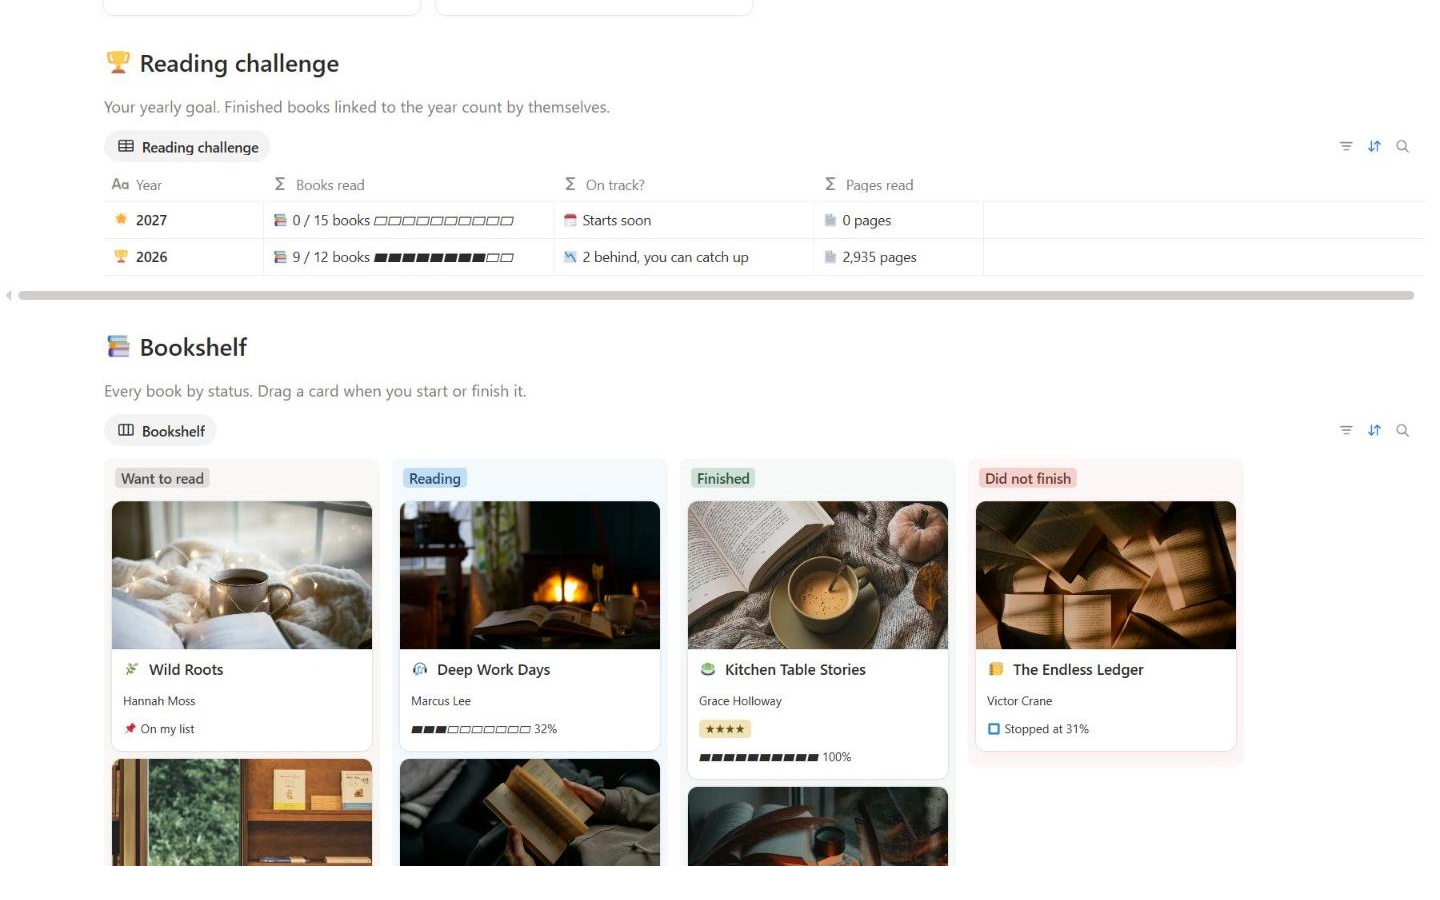 🏆 Reading challenge
Your yearly goal. Finished books linked to the year count by themselves.
Reading challenge
Aa Year Σ Books read Σ On track? Σ Pages read
2027 0 / 15 books ▱▱▱▱▱▱▱▱▱▱ Starts soon 0 pages
2026 9 / 12 books ▰▰▰▰▰▰▰▰▱▱ 2 behind, you can catch up 2,935 pages
📚 Bookshelf
Every book by status. Drag a card when you start or finish it.
Bookshelf
Want to read
Wild Roots
Hannah Moss
📌 On my list
Reading
Deep Work Days
Marcus Lee
▰▰▰▱▱▱▱▱▱▱ 32%
Finished
Kitchen Table Stories
Grace Holloway
★★★★
▰▰▰▰▰▰▰▰▰▰ 100%
Did not finish
The Endless Ledger
Victor Crane
Stopped at 31%